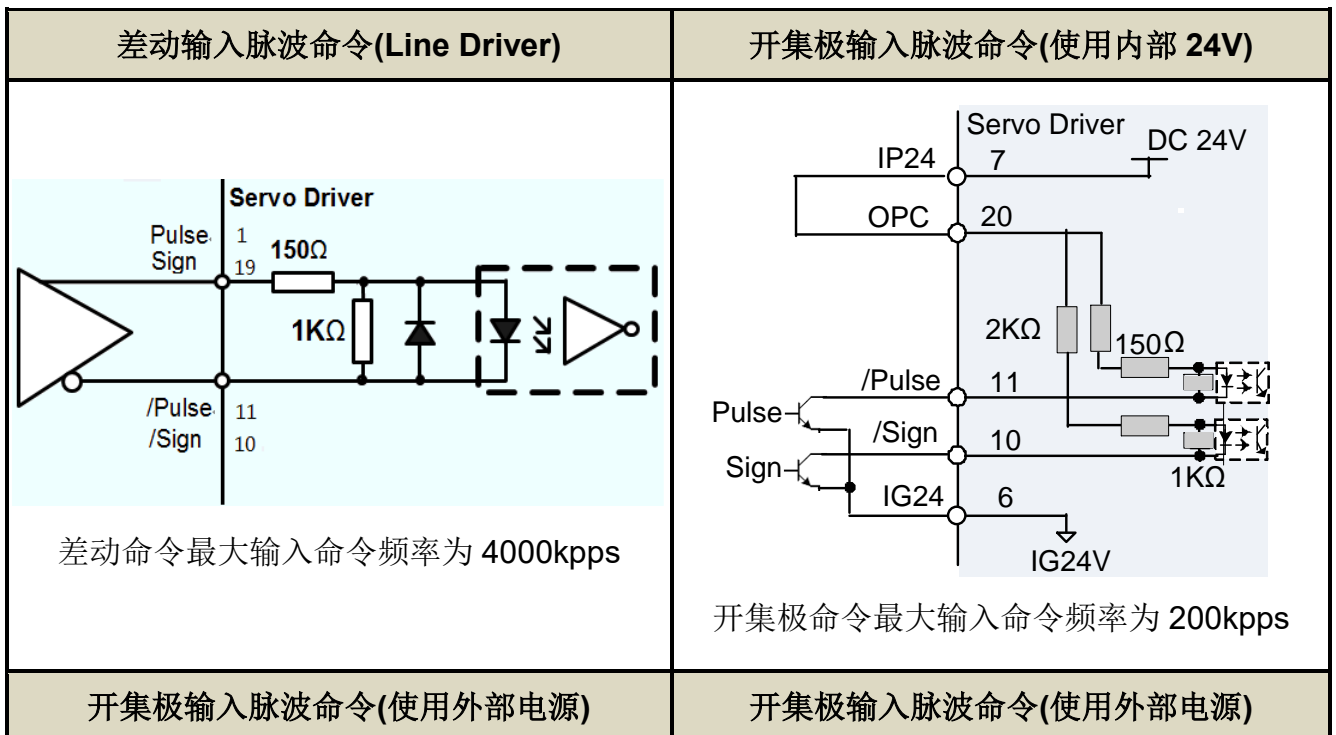 差动输入脉波命令(Line Driver)
Servo Driver
Pulse
1
Sign
19
150Ω
1KΩ
/Pulse
11
/Sign
10
差动命令最大输入命令频率为 4000kpps
开集极输入脉波命令(使用内部 24V)
Servo Driver
DC 24V
IP24
7
OPC
20
2KΩ
150Ω
/Pulse
11
Pulse
/Sign
10
Sign
1KΩ
IG24
6
IG24V
开集极命令最大输入命令频率为 200kpps
开集极输入脉波命令(使用外部电源)
开集极输入脉波命令(使用外部电源)